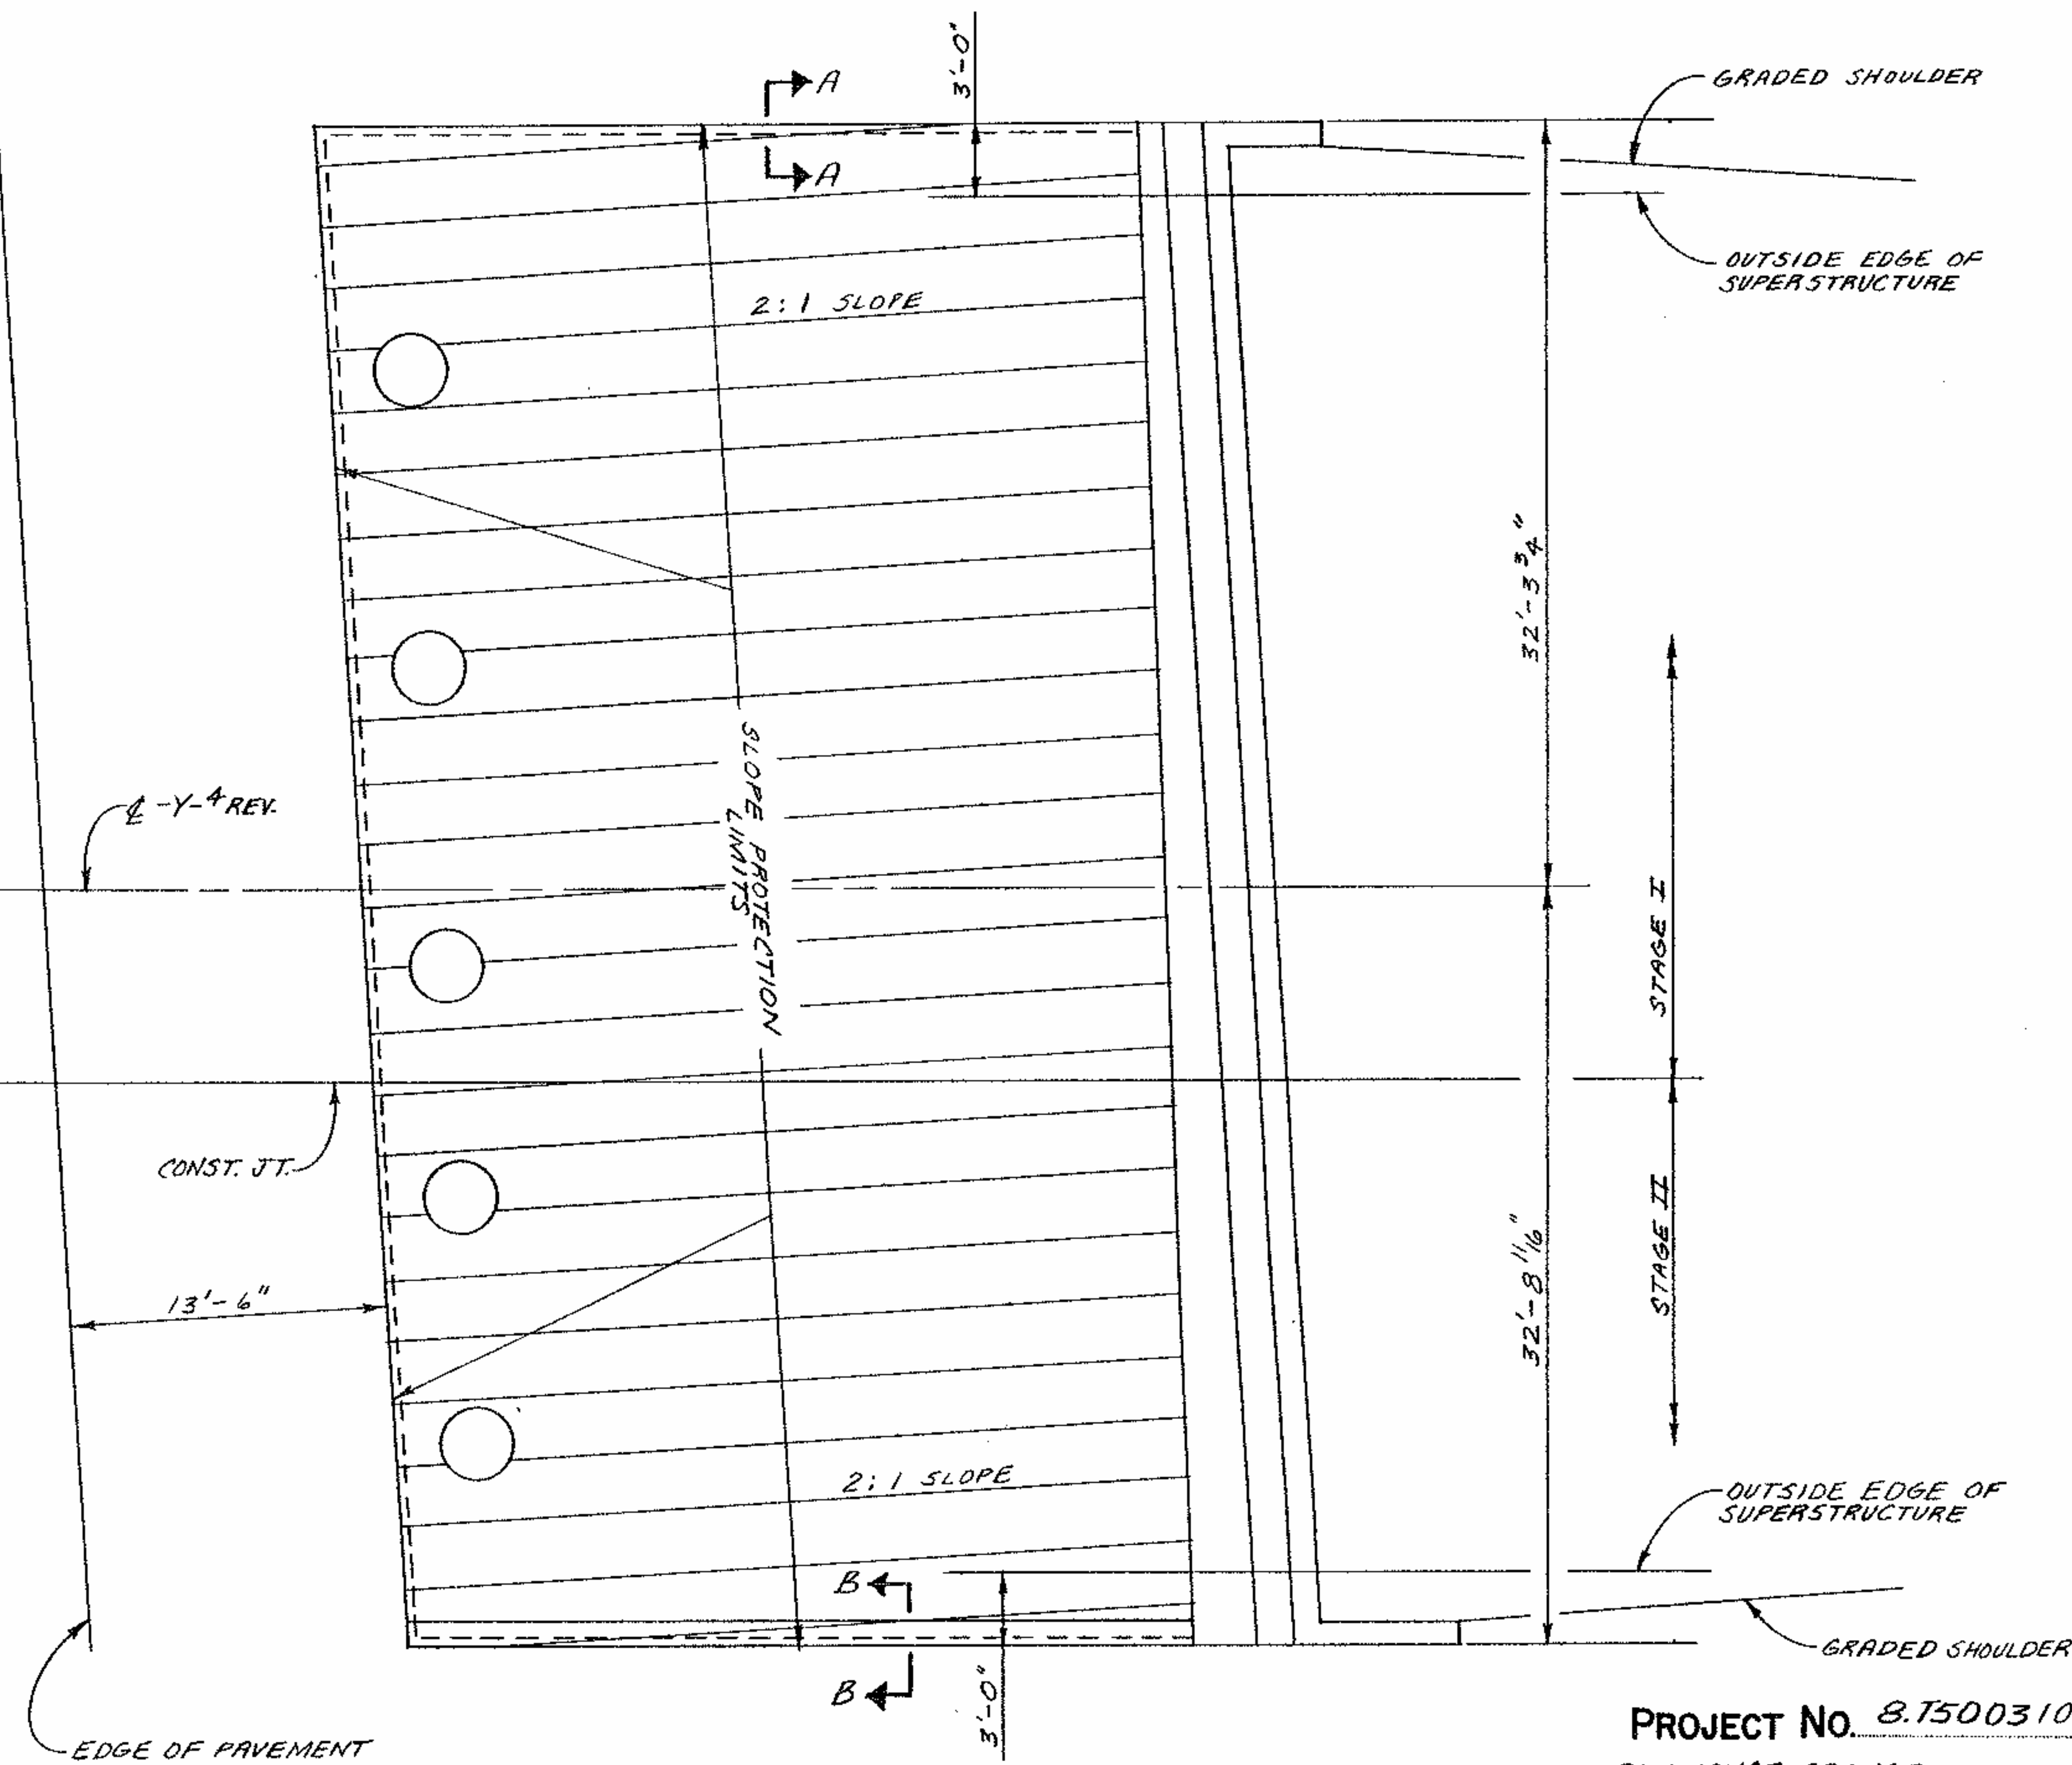 3'-0"
A
GRADED SHOULDER
A
OUTSIDE EDGE OF
SUPERSTRUCTURE
2:1 SLOPE
32'-3 3/4"
SLOPE PROTECTION
LIMITS
℄ -Y-4 REV.
STAGE I
CONST. JT.
STAGE II
13'-6"
32'-8 11/16"
2:1 SLOPE
OUTSIDE EDGE OF
SUPERSTRUCTURE
B
B
GRADED SHOULDER
3'-0"
EDGE OF PAVEMENT
PROJECT NO. 8.T500310